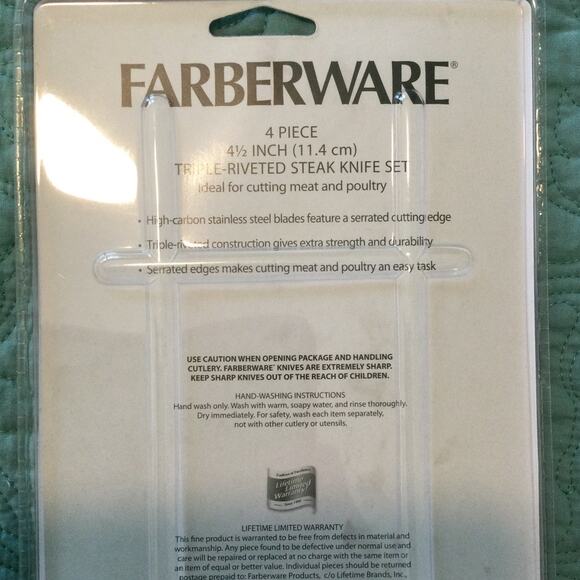 FARBERWARE®
4 PIECE
4½ INCH (11.4 cm)
TRIPLE-RIVETED STEAK KNIFE SET
Ideal for cutting meat and poultry
• High-carbon stainless steel blades feature a serrated cutting edge
• Triple-riveted construction gives extra strength and durability
• Serrated edges makes cutting meat and poultry an easy task
USE CAUTION WHEN OPENING PACKAGE AND HANDLING
CUTLERY. FARBERWARE® KNIVES ARE EXTREMELY SHARP.
KEEP SHARP KNIVES OUT OF THE REACH OF CHILDREN.
HAND-WASHING INSTRUCTIONS
Hand wash only. Wash with warm, soapy water, and rinse thoroughly.
Dry immediately. For safety, wash each item separately,
not with other cutlery or utensils.
Lifetime
Limited
Warranty!
LIFETIME LIMITED WARRANTY
This fine product is warranted to be free from defects in material and
workmanship. Any piece found to be defective under normal use and
care will be repaired or replaced at no charge with the same item or
an item of equal or better value. Individual pieces should be returned
postage prepaid to: Farberware Products, c/o Lifetime Brands, Inc.,